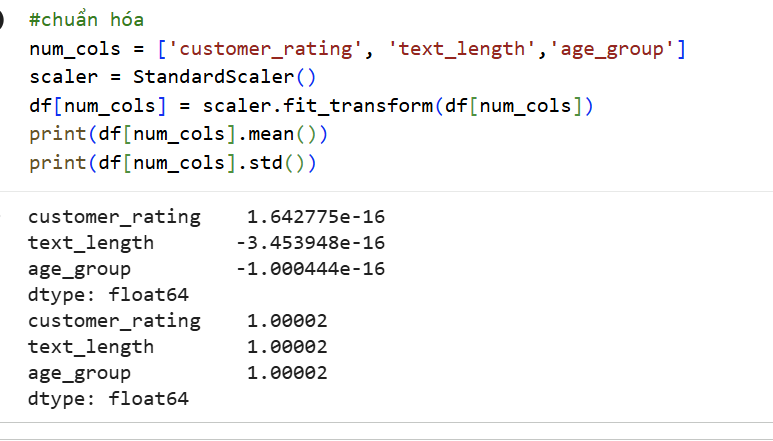 #chuẩn hóa
num_cols = ['customer_rating', 'text_length','age_group']
scaler = StandardScaler()
df[num_cols] = scaler.fit_transform(df[num_cols])
print(df[num_cols].mean())
print(df[num_cols].std())
customer_rating    1.642775e-16
text_length       -3.453948e-16
age_group         -1.000444e-16
dtype: float64
customer_rating    1.00002
text_length        1.00002
age_group          1.00002
dtype: float64